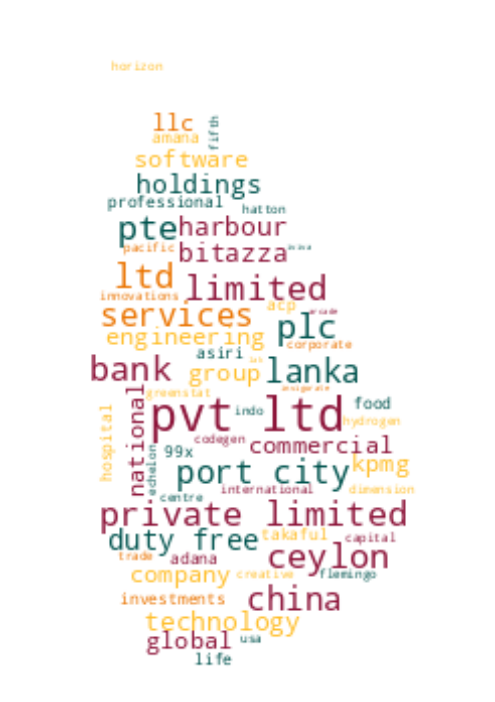 horizon
llc
fifth
amana
software
holdings
professional
hatton
pte harbour
pacific bitazza
ltd limited
innovations acp
services plc
engineering corporate
asiri
bank group lanka
greenstat
national pvt ltd food
hospital indo hydrogen
codegen commercial
echelon 99x port city kpmg
centre international dimension
private limited
duty free takaful capital
trade adana ceylon
company creative flemingo
investments china
technology
global usa
life